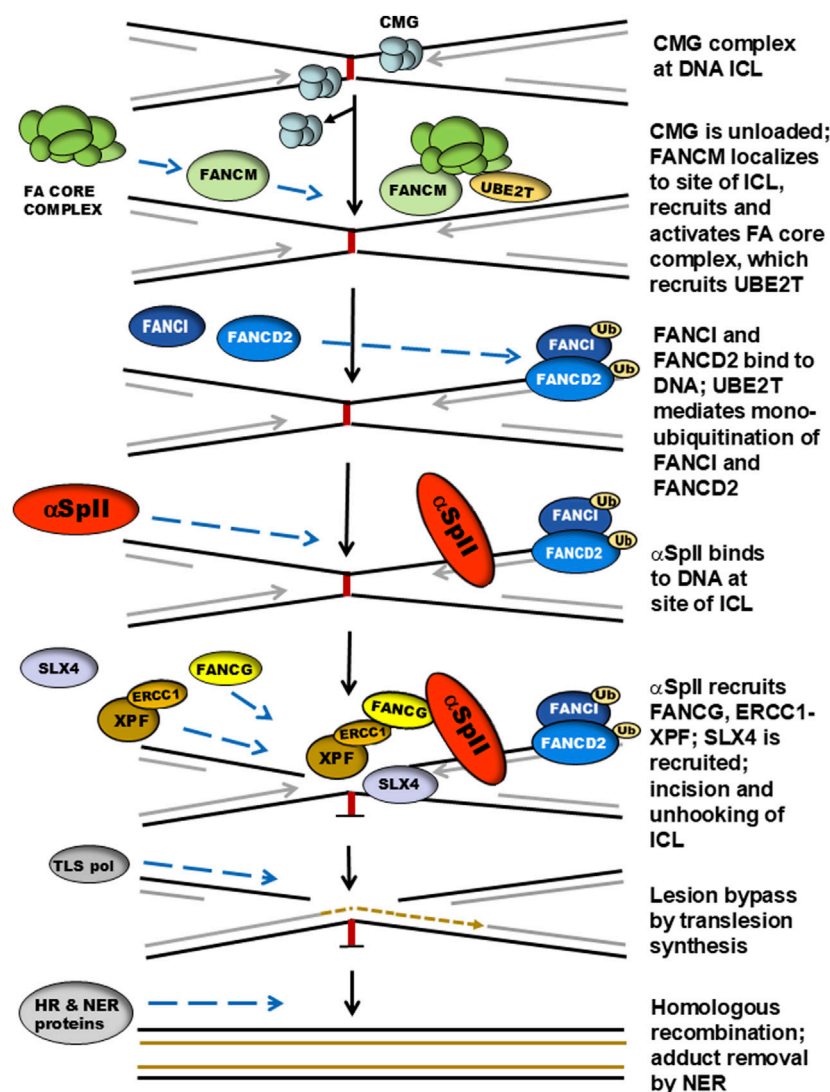 CMG
CMG complex
at DNA ICL
FA CORE
COMPLEX
FANCM
FANCM
UBE2T
CMG is unloaded;
FANCM localizes
to site of ICL,
recruits and
activates FA core
complex, which
recruits UBE2T
FANCI
FANCD2
FANCI
Ub
FANCD2
Ub
FANCI and
FANCD2 bind to
DNA; UBE2T
mediates mono-
ubiquitination of
FANCI and
FANCD2
αSpII
αSpII
FANCI
Ub
FANCD2
Ub
αSpII binds
to DNA at
site of ICL
SLX4
FANCG
ERCC1
XPF
FANCG
ERCC1
XPF
SLX4
αSpII
FANCI
Ub
FANCD2
Ub
αSpII recruits
FANCG, ERCC1-
XPF; SLX4 is
recruited;
incision and
unhooking of
ICL
TLS pol
Lesion bypass
by translesion
synthesis
HR & NER
proteins
Homologous
recombination;
adduct removal
by NER